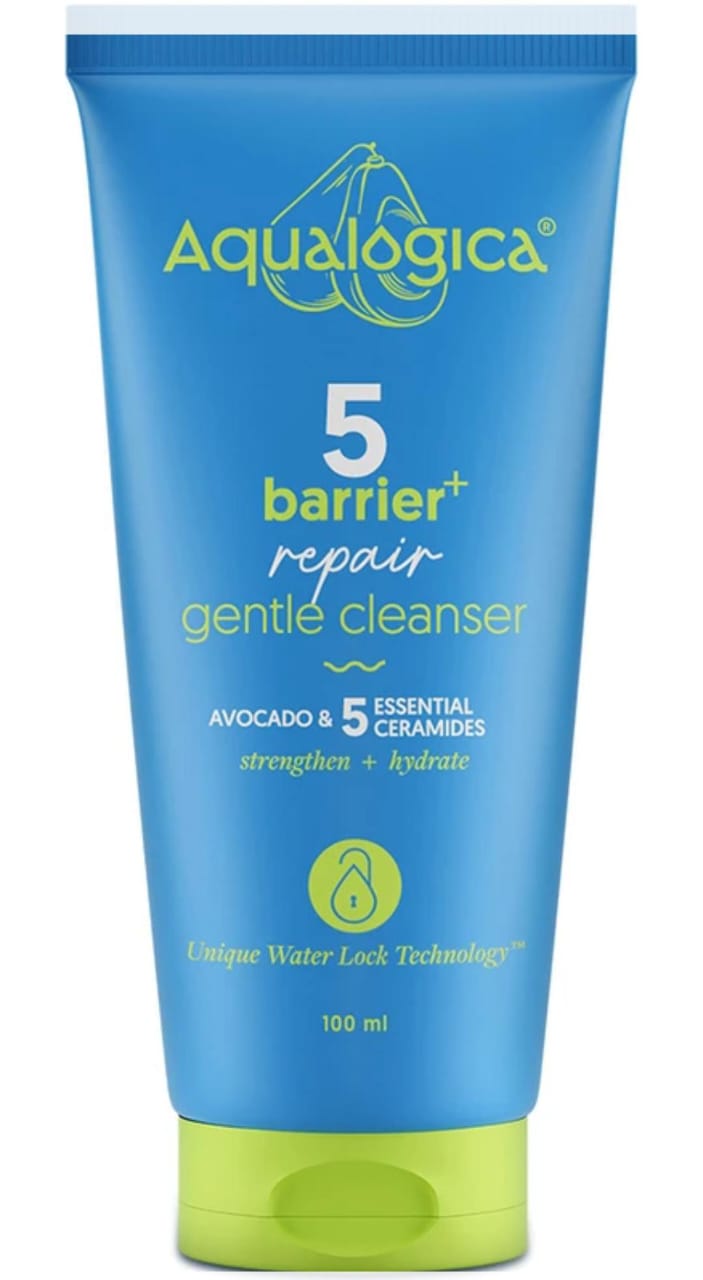 Aqualogica®
5
barrier+
repair
gentle cleanser
AVOCADO & 5 ESSENTIAL CERAMIDES
strengthen + hydrate
Unique Water Lock Technology™
100 ml